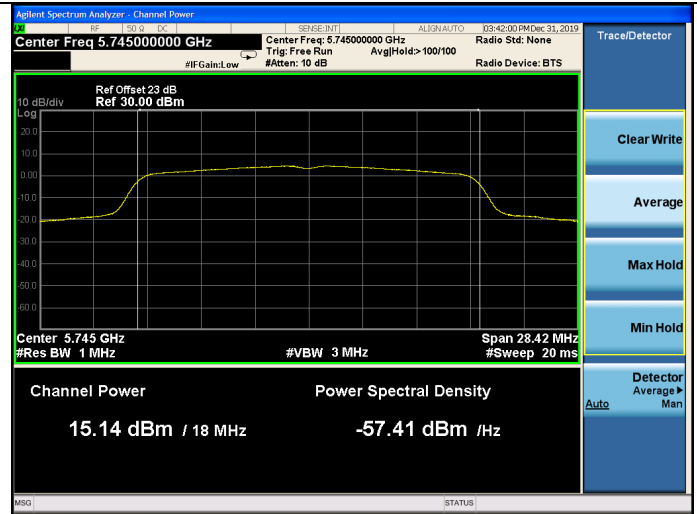 Agilent Spectrum Analyzer - Channel Power
LXI RF 50 Ω DC SENSE:INT ALIGN AUTO 03:42:00 PM Dec 31, 2019
Center Freq 5.745000000 GHz
Center Freq: 5.745000000 GHz Radio Std: None
Trig: Free Run Avg|Hold:>100/100
#IFGain:Low #Atten: 10 dB Radio Device: BTS
Trace/Detector
Ref Offset 23 dB
10 dB/div Ref 30.00 dBm
Log
20.0
10.0
0.00
-10.0
-20.0
-30.0
-40.0
-50.0
-60.0
Clear Write
Average
Max Hold
Min Hold
Center 5.745 GHz Span 28.42 MHz
#Res BW 1 MHz #VBW 3 MHz #Sweep 20 ms
Detector
Average
Auto Man
Channel Power Power Spectral Density
15.14 dBm / 18 MHz -57.41 dBm /Hz
MSG STATUS